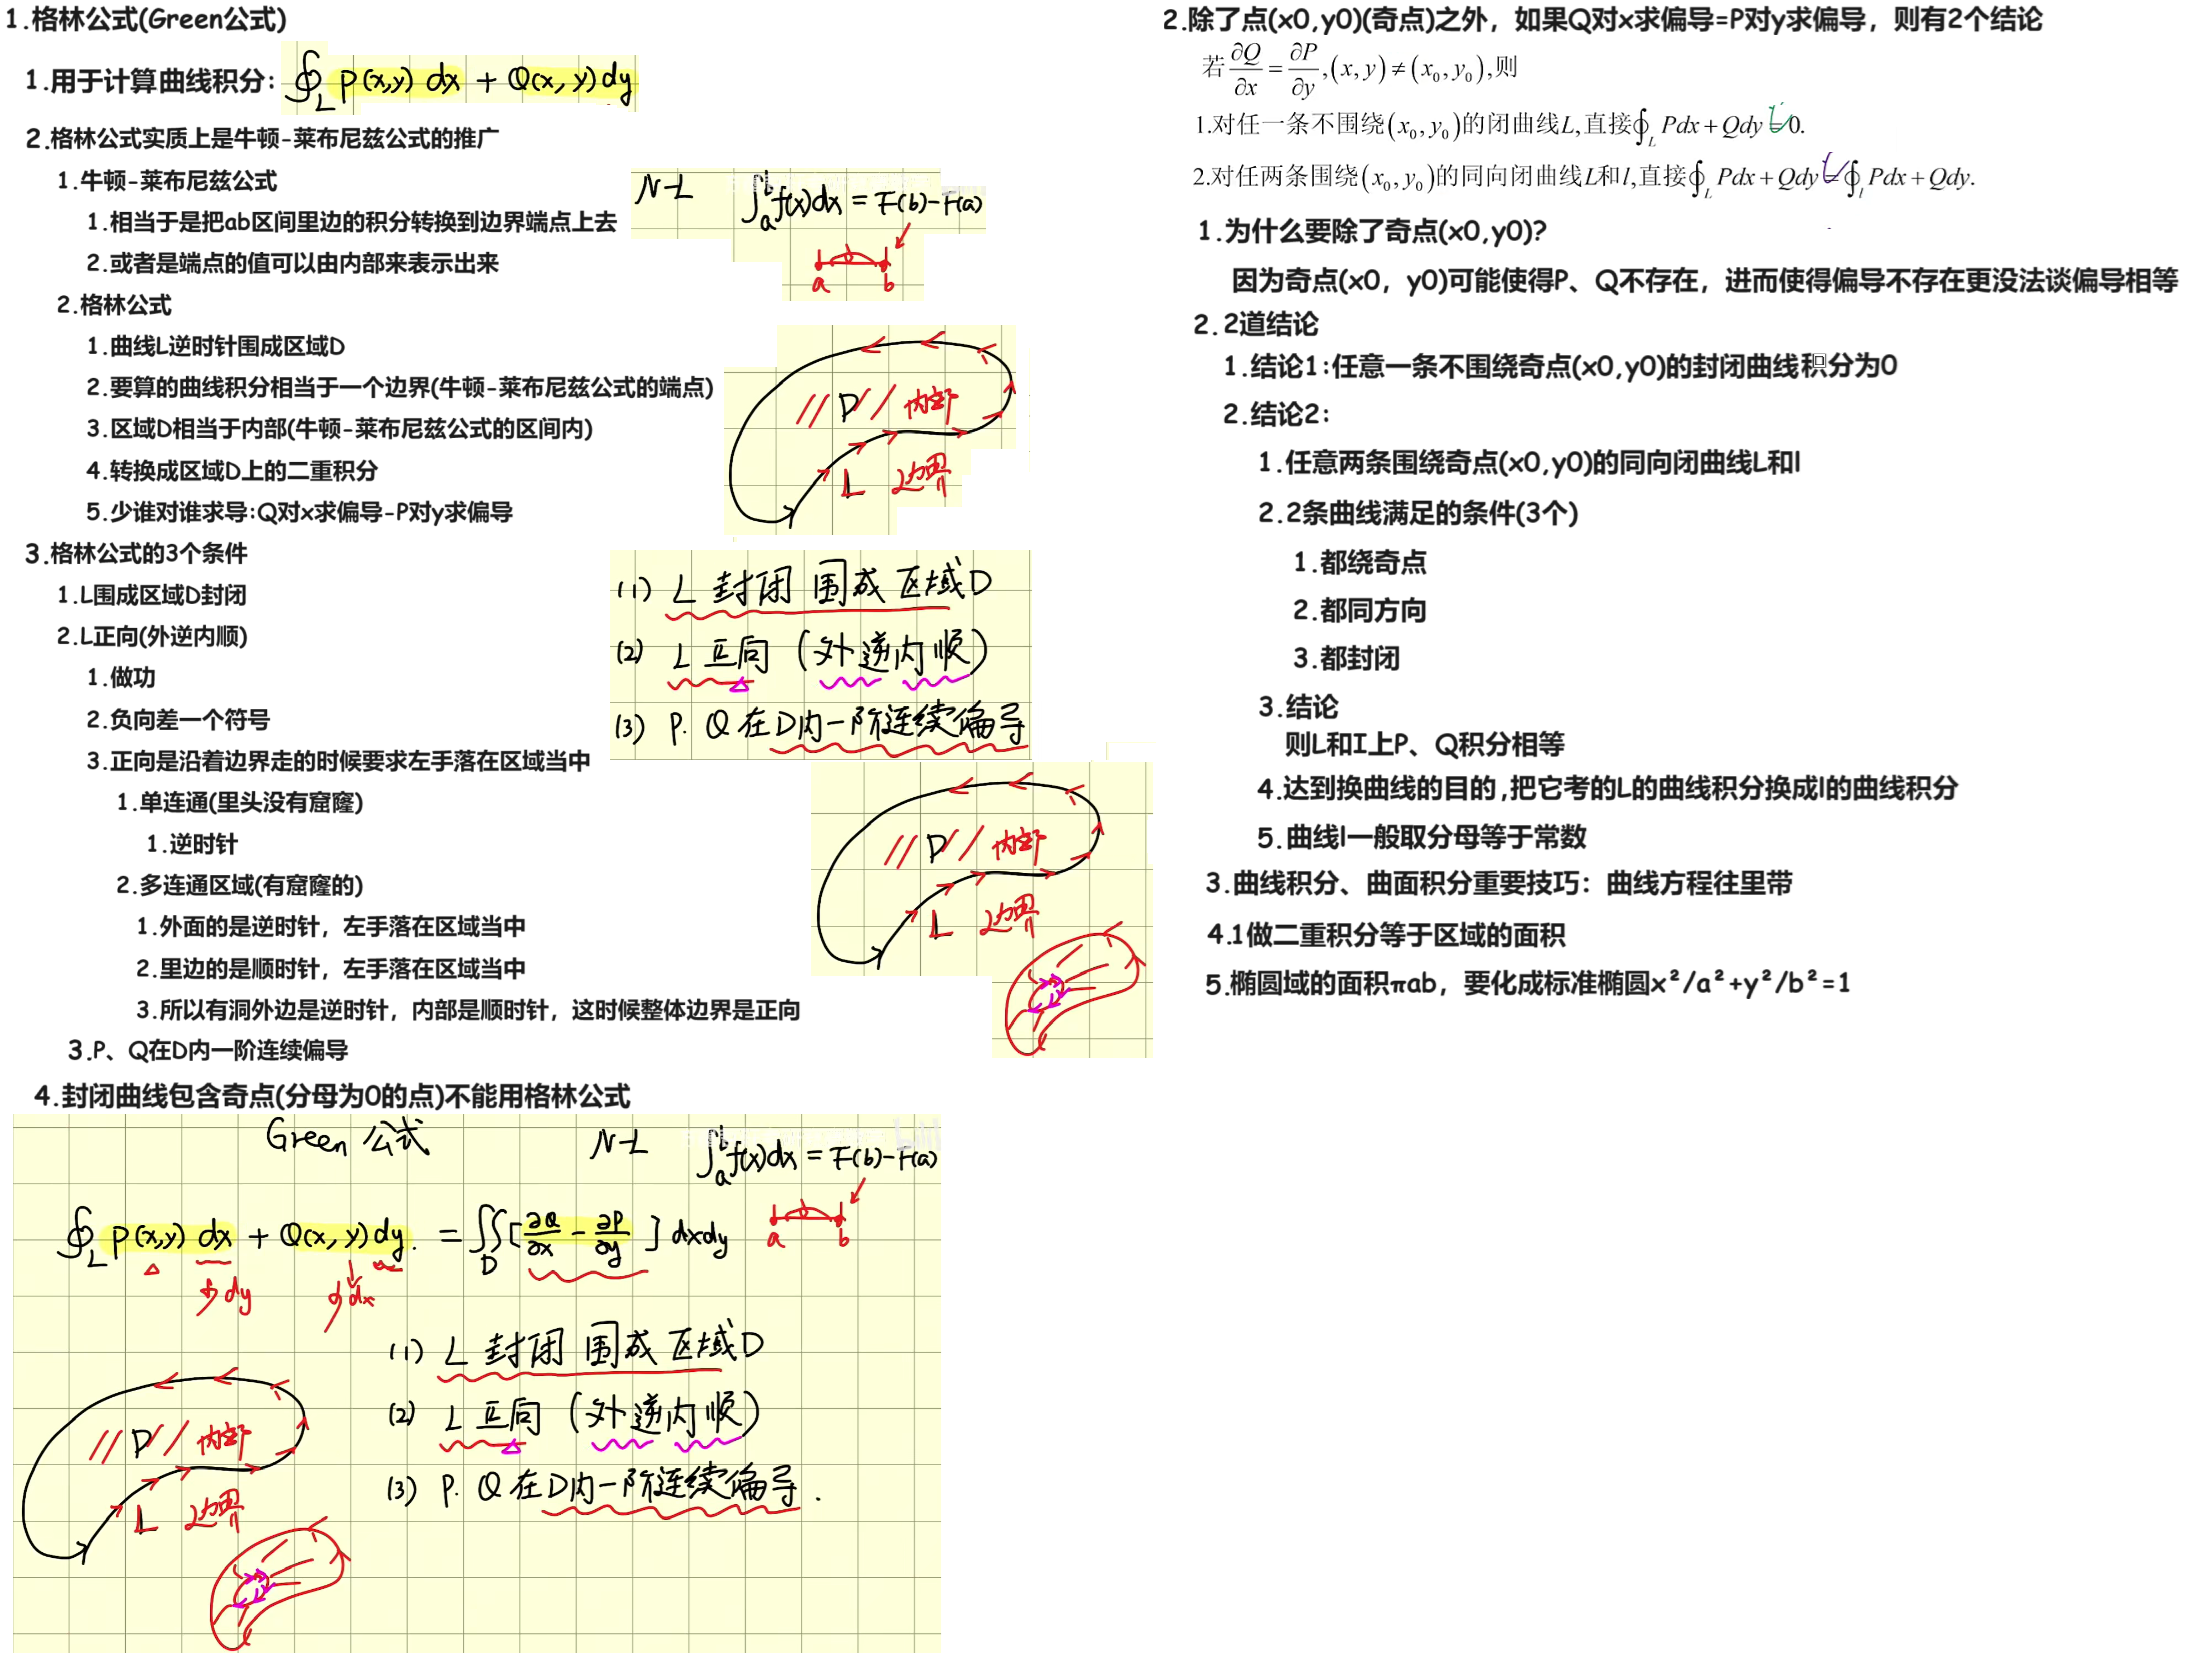 1.格林公式(Green公式)
1.用于计算曲线积分: ∮_L P(x,y) dx + Q(x,y) dy
2.格林公式实质上是牛顿-莱布尼兹公式的推广
1.牛顿-莱布尼兹公式
1.相当于是把ab区间里边的积分转换到边界端点上去
2.或者是端点的值可以由内部来表示出来
N-L ∫_a^b f(x)dx = F(b)-F(a)
a b
2.格林公式
1.曲线L逆时针围成区域D
2.要算的曲线积分相当于一个边界(牛顿-莱布尼兹公式的端点)
3.区域D相当于内部(牛顿-莱布尼兹公式的区间内)
4.转换成区域D上的二重积分
5.少谁对谁求导:Q对x求偏导-P对y求偏导
D 内部
L 边界
3.格林公式的3个条件
1.L围成区域D封闭
2.L正向(外逆内顺)
1.做功
2.负向差一个符号
3.正向是沿着边界走的时候要求左手落在区域当中
1.单连通(里头没有窟窿)
1.逆时针
2.多连通区域(有窟窿的)
1.外面的是逆时针，左手落在区域当中
2.里边的是顺时针，左手落在区域当中
3.所以有洞外边是逆时针，内部是顺时针，这时候整体边界是正向
3.P、Q在D内一阶连续偏导
(1) L 封闭 围成 区域D
(2) L 正向 (外逆内顺)
(3) P. Q 在D内一阶连续偏导
D 内部
L 边界
4.封闭曲线包含奇点(分母为0的点)不能用格林公式
Green 公式 N-L ∫_a^b f(x)dx = F(b)-F(a)
a b
∮_L P(x,y) dx + Q(x,y) dy. = ∬_D [∂Q/∂x - ∂P/∂y] dxdy
少dy 少dx
(1) L 封闭 围成 区域D
(2) L 正向 (外逆内顺)
(3) P. Q 在D内一阶连续偏导.
D 内部
L 边界
2.除了点(x0,y0)(奇点)之外，如果Q对x求偏导=P对y求偏导，则有2个结论
若 ∂Q/∂x = ∂P/∂y, (x,y)≠(x₀,y₀),则
1.对任一条不围绕(x₀,y₀)的闭曲线L,直接∮_L Pdx+Qdy=0.
2.对任两条围绕(x₀,y₀)的同向闭曲线L和l,直接∮_L Pdx+Qdy=∮_l Pdx+Qdy.
1.为什么要除了奇点(x0,y0)?
因为奇点(x0，y0)可能使得P、Q不存在，进而使得偏导不存在更没法谈偏导相等
2.2道结论
1.结论1:任意一条不围绕奇点(x0,y0)的封闭曲线积分为0
2.结论2:
1.任意两条围绕奇点(x0,y0)的同向闭曲线L和l
2.2条曲线满足的条件(3个)
1.都绕奇点
2.都同方向
3.都封闭
3.结论
则L和I上P、Q积分相等
4.达到换曲线的目的,把它考的L的曲线积分换成l的曲线积分
5.曲线l一般取分母等于常数
3.曲线积分、曲面积分重要技巧：曲线方程往里带
4.1做二重积分等于区域的面积
5.椭圆域的面积πab，要化成标准椭圆x²/a²+y²/b²=1